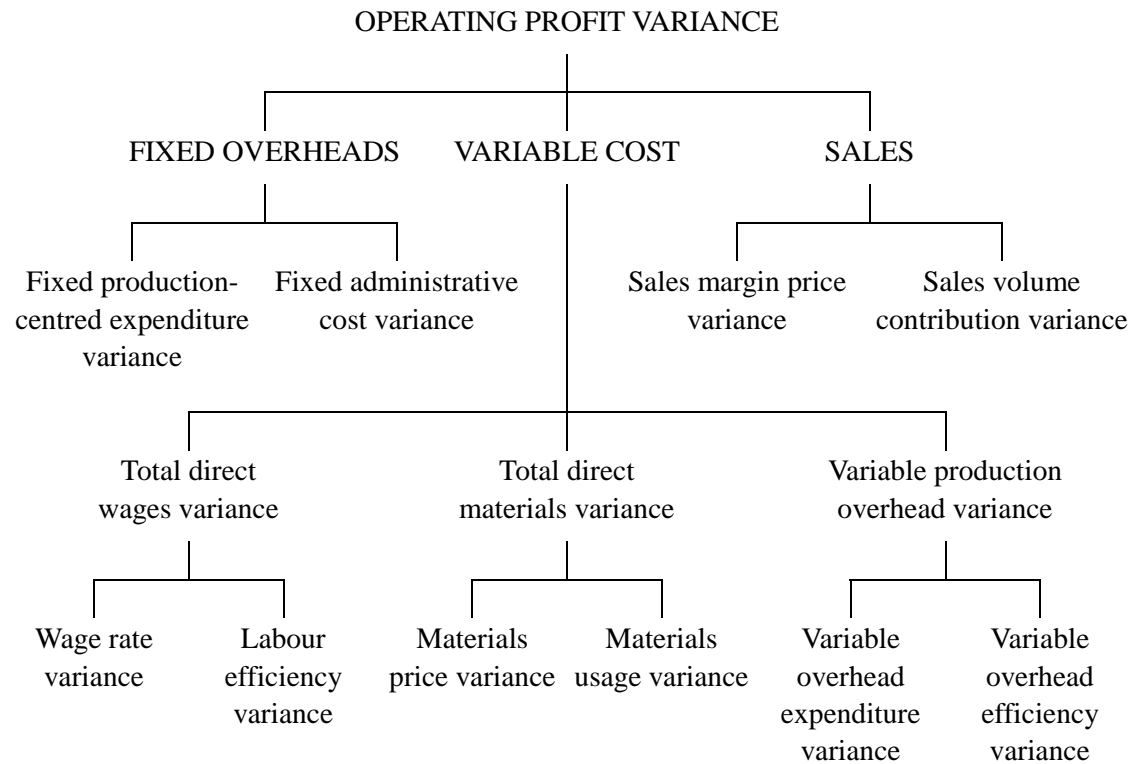 OPERATING PROFIT VARIANCE
FIXED OVERHEADS
VARIABLE COST
SALES
Fixed production-
centred expenditure
variance
Fixed administrative
cost variance
Sales margin price
variance
Sales volume
contribution variance
Total direct
wages variance
Total direct
materials variance
Variable production
overhead variance
Wage rate
variance
Labour
efficiency
variance
Materials
price variance
Materials
usage variance
Variable
overhead
expenditure
variance
Variable
overhead
efficiency
variance